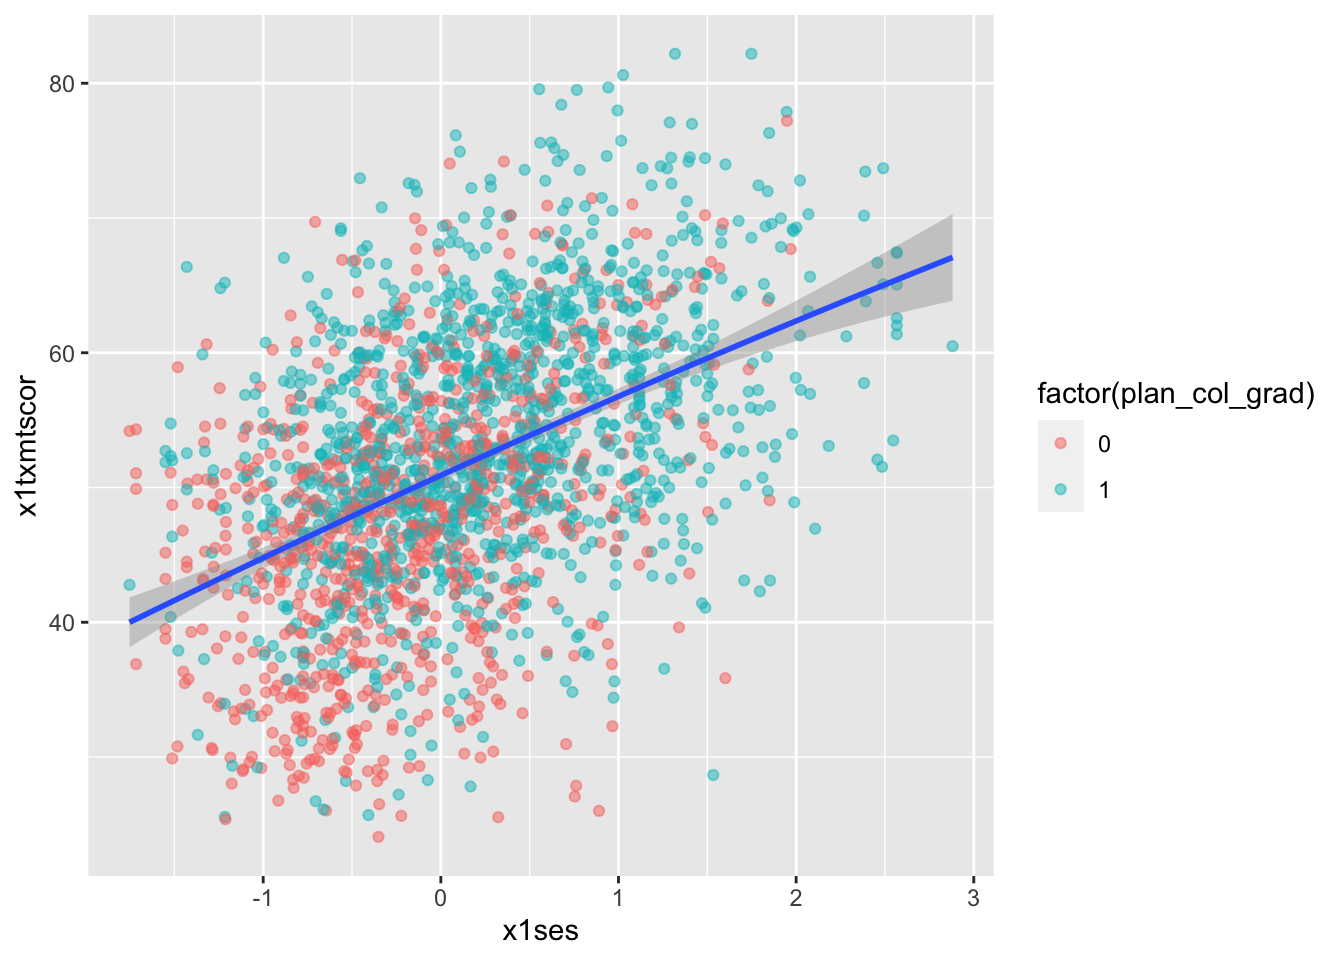 80
60
40
x1txmtscor
-1 0 1 2 3
x1ses
factor(plan_col_grad)
0
1